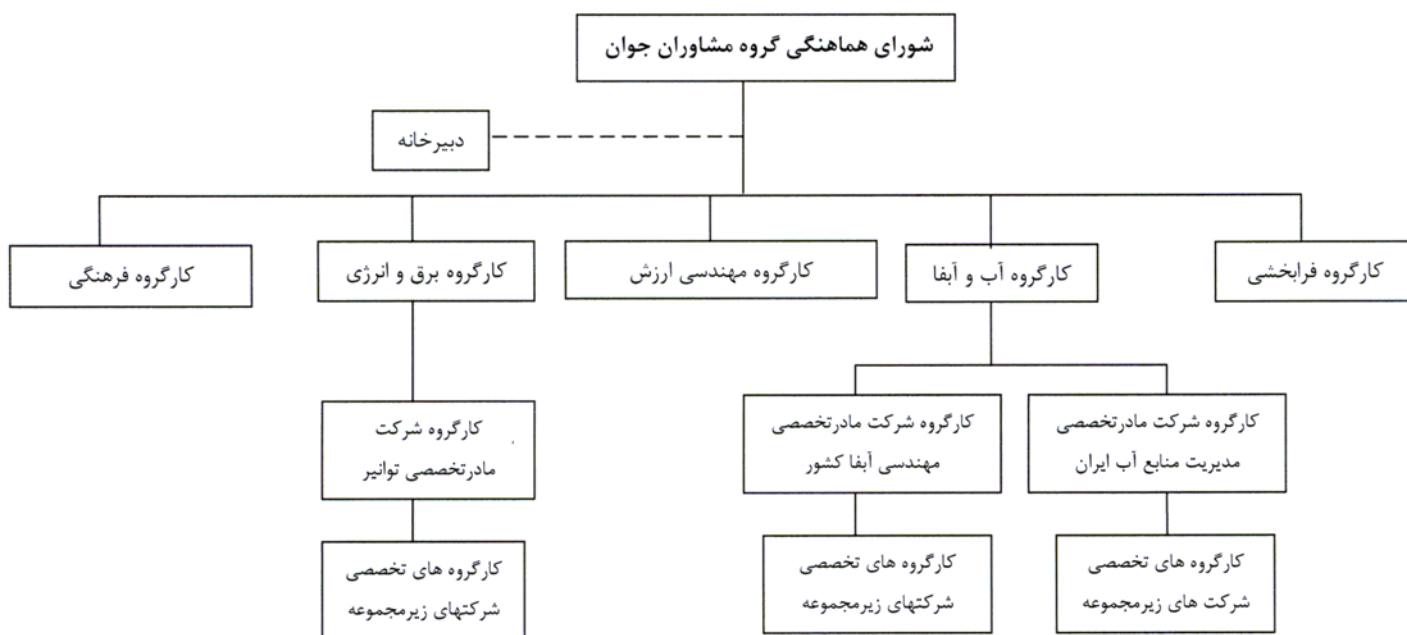 شورای هماهنگی گروه مشاوران جوان
دبیرخانه
کارگروه فرابخشی
کارگروه آب و آبفا
کارگروه مهندسی ارزش
کارگروه برق و انرژی
کارگروه فرهنگی
کارگروه شرکت مادرتخصصی
مدیریت منابع آب ایران
کارگروه شرکت مادرتخصصی
مهندسی آبفا کشور
کارگروه شرکت
مادرتخصصی توانیر
کارگروه های تخصصی
شرکت های زیرمجموعه
کارگروه های تخصصی
شرکتهای زیرمجموعه
کارگروه های تخصصی
شرکتهای زیرمجموعه